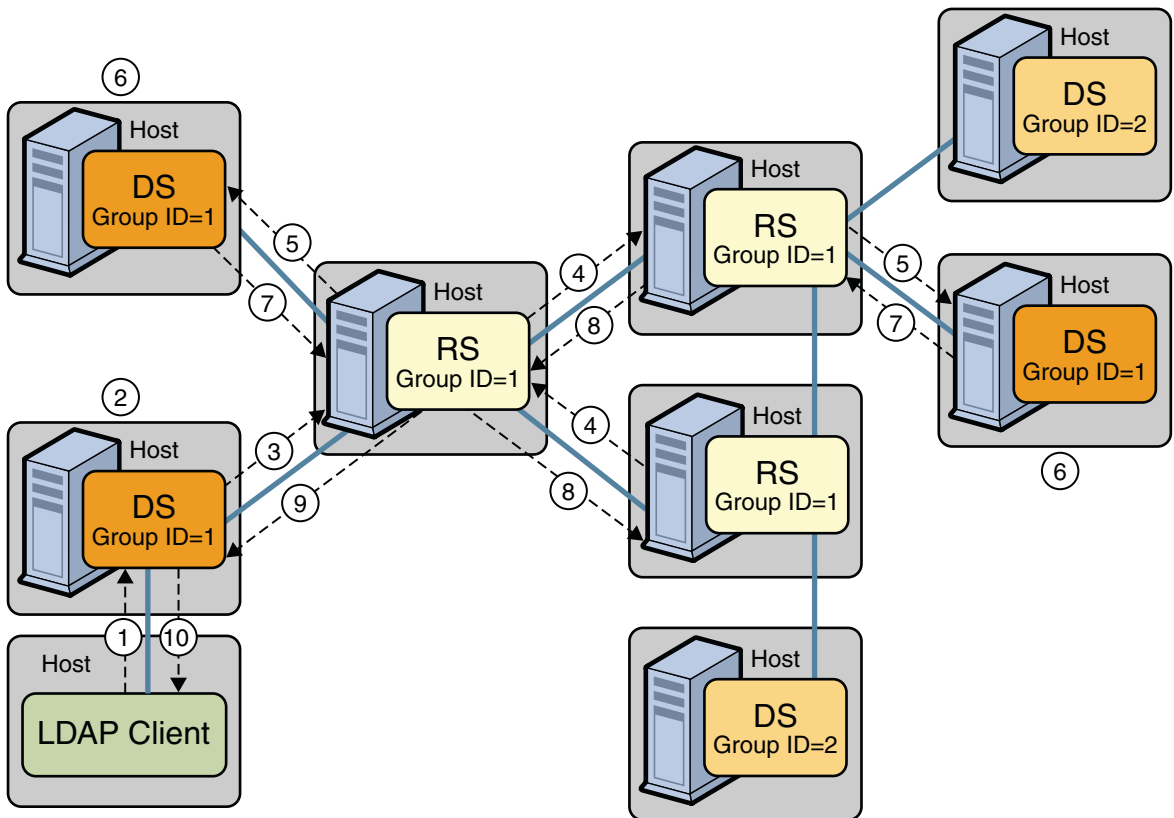 6
Host
DS
Group ID=1
5
7
2
Host
DS
Group ID=1
3
9
1
10
Host
LDAP Client
Host
RS
Group ID=1
4
8
4
8
Host
RS
Group ID=1
Host
RS
Group ID=1
Host
DS
Group ID=2
Host
DS
Group ID=2
5
7
Host
DS
Group ID=1
6